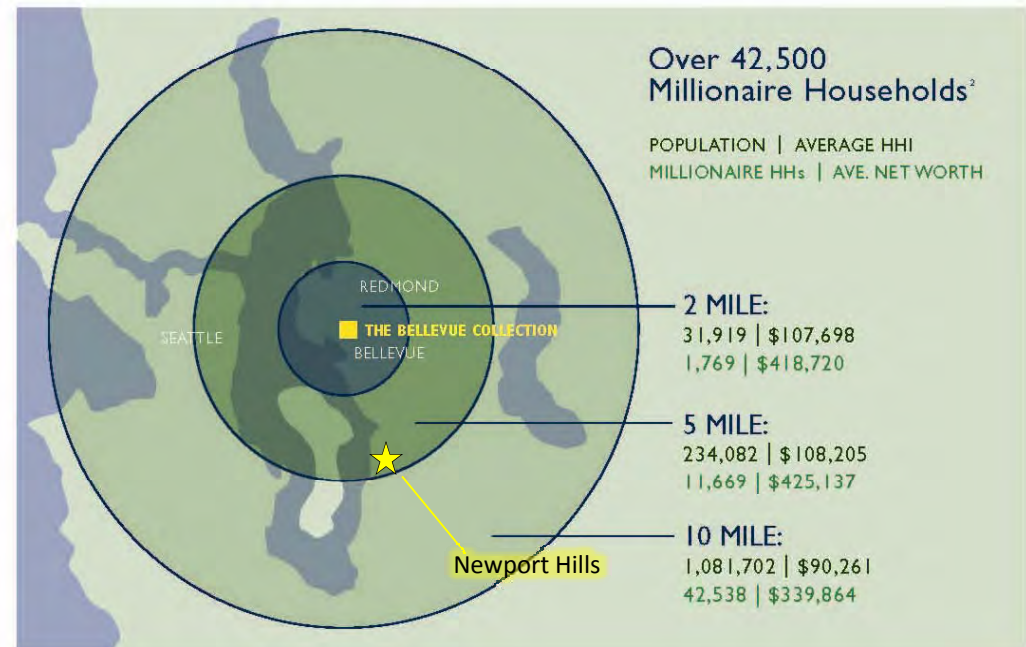 Over 42,500
Millionaire Households²
POPULATION | AVERAGE HHI
MILLIONAIRE HHs | AVE. NET WORTH
REDMOND
THE BELLEVUE COLLECTION
SEATTLE
BELLEVUE
2 MILE:
31,919 | $107,698
1,769 | $418,720
5 MILE:
234,082 | $108,205
11,669 | $425,137
10 MILE:
1,081,702 | $90,261
42,538 | $339,864
Newport Hills